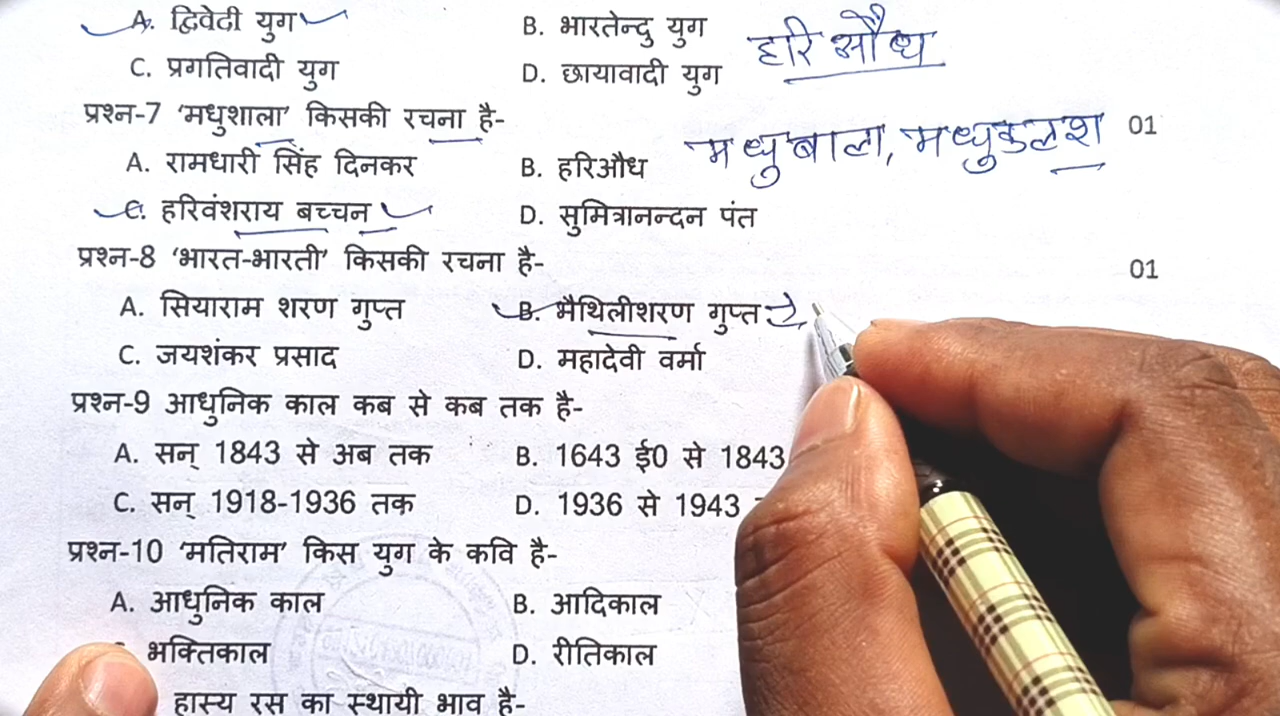 A. द्विवेदी युग B. भारतेन्दु युग
हरिऔध
C. प्रगतिवादी युग D. छायावादी युग
प्रश्न-7 'मधुशाला' किसकी रचना है- 01
मधुबाला, मधुकलश
A. रामधारी सिंह दिनकर B. हरिऔध
C. हरिवंशराय बच्चन D. सुमित्रानन्दन पंत
प्रश्न-8 'भारत-भारती' किसकी रचना है- 01
A. सियाराम शरण गुप्त B. मैथिलीशरण गुप्त
C. जयशंकर प्रसाद D. महादेवी वर्मा
प्रश्न-9 आधुनिक काल कब से कब तक है-
A. सन् 1843 से अब तक B. 1643 ई0 से 1843
C. सन् 1918-1936 तक D. 1936 से 1943
प्रश्न-10 'मतिराम' किस युग के कवि है-
A. आधुनिक काल B. आदिकाल
भक्तिकाल D. रीतिकाल
हास्य रस का स्थायी भाव है-